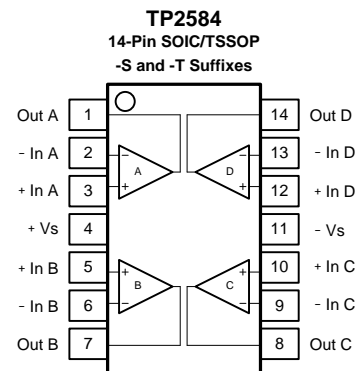 TP2584
14-Pin SOIC/TSSOP
-S and -T Suffixes
Out A 1 14 Out D
- In A 2 - - 13 - In D
A D
+ In A 3 + + 12 + In D
+ Vs 4 11 - Vs
+ In B 5 + + 10 + In C
B C
- In B 6 - - 9 - In C
Out B 7 8 Out C